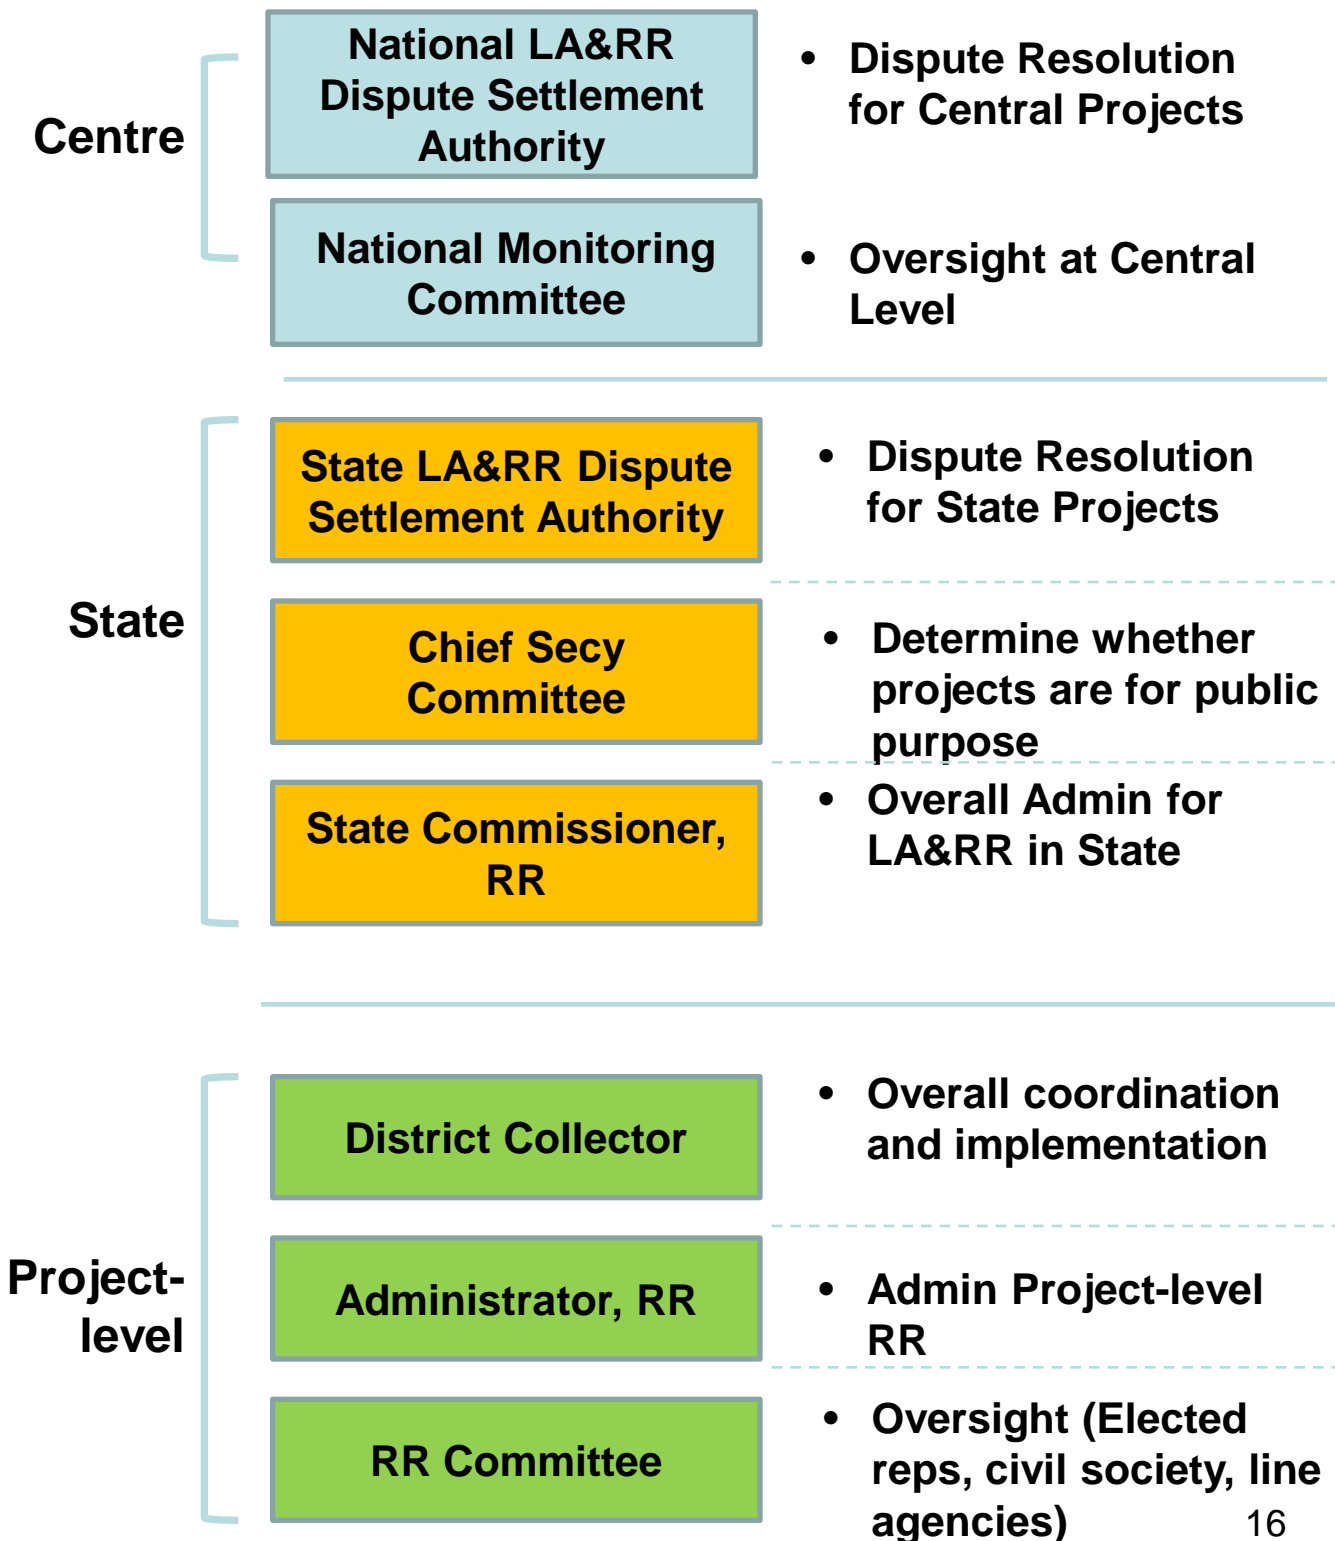 Centre
National LA&RR
Dispute Settlement
Authority
• Dispute Resolution
for Central Projects
National Monitoring
Committee
• Oversight at Central
Level
State
State LA&RR Dispute
Settlement Authority
• Dispute Resolution
for State Projects
Chief Secy
Committee
• Determine whether
projects are for public
purpose
State Commissioner,
RR
• Overall Admin for
LA&RR in State
Project-
level
District Collector
• Overall coordination
and implementation
Administrator, RR
• Admin Project-level
RR
RR Committee
• Oversight (Elected
reps, civil society, line
agencies)
16